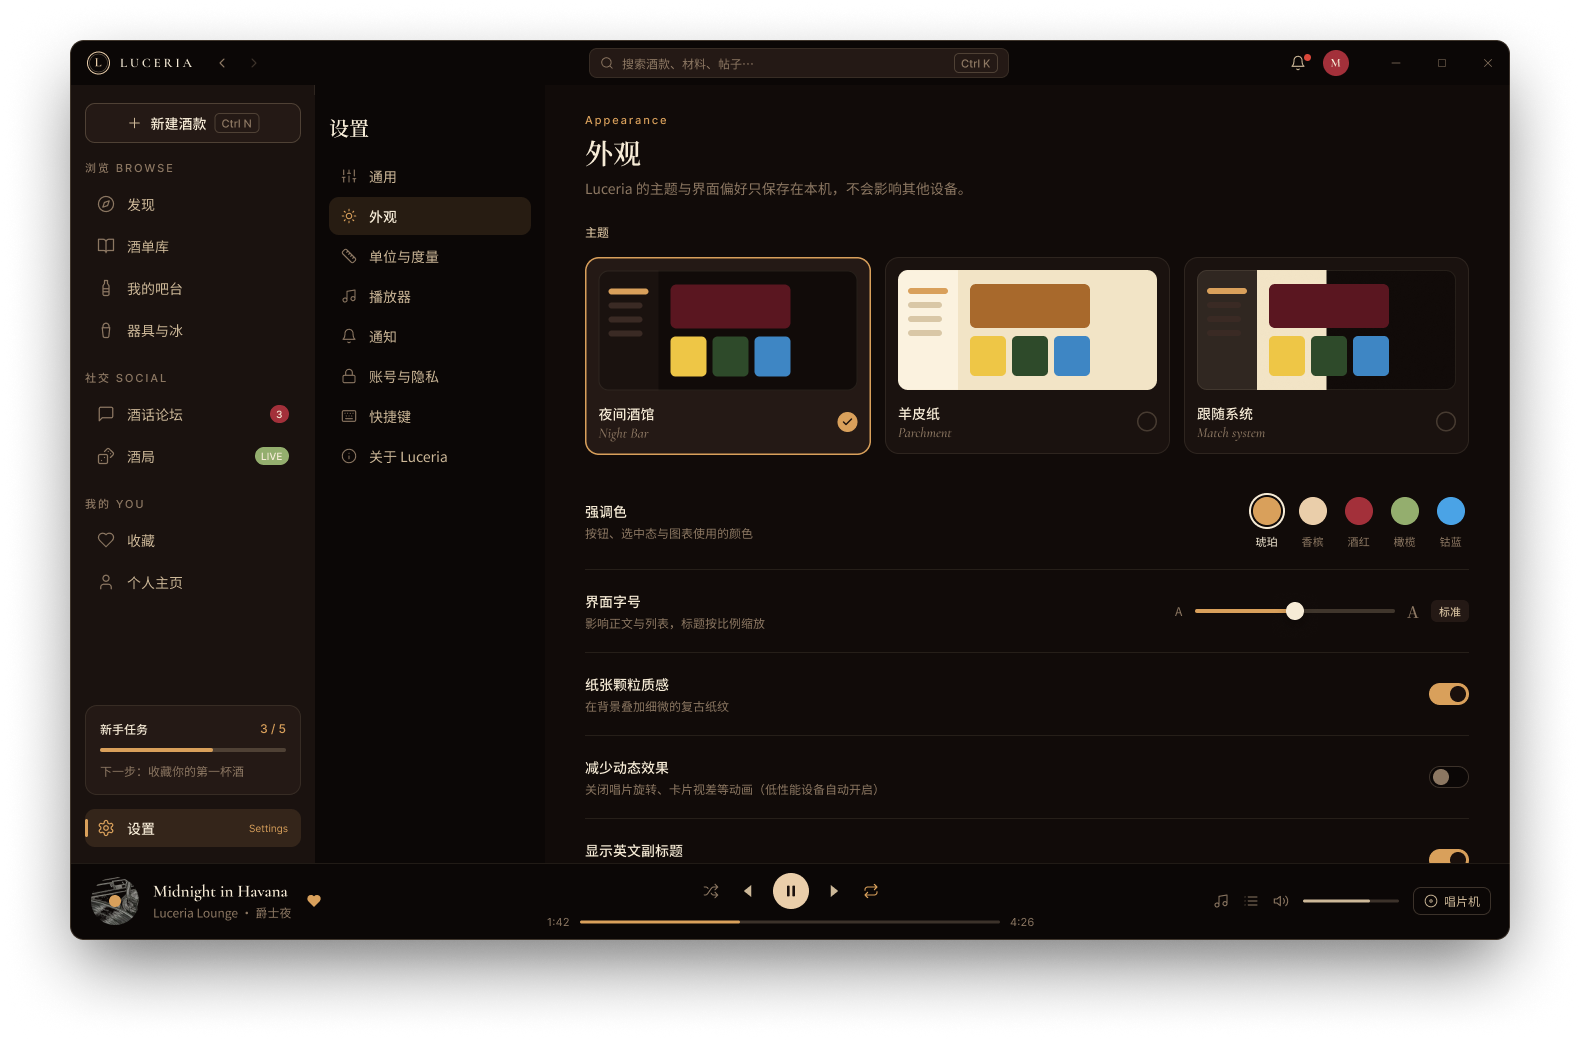 L LUCERIA
搜索酒款、材料、帖子…
Ctrl K
M
新建酒款 Ctrl N
浏览 BROWSE
发现
酒单库
我的吧台
器具与冰
社交 SOCIAL
酒话论坛 3
酒局 LIVE
我的 YOU
收藏
个人主页
新手任务 3 / 5
下一步：收藏你的第一杯酒
设置 Settings
设置
通用
外观
单位与度量
播放器
通知
账号与隐私
快捷键
关于 Luceria
Appearance
外观
Luceria 的主题与界面偏好只保存在本机，不会影响其他设备。
主题
夜间酒馆
Night Bar
羊皮纸
Parchment
跟随系统
Match system
强调色
按钮、选中态与图表使用的颜色
琥珀 香槟 酒红 橄榄 钴蓝
界面字号
影响正文与列表，标题按比例缩放
A A 标准
纸张颗粒质感
在背景叠加细微的复古纸纹
减少动态效果
关闭唱片旋转、卡片视差等动画（低性能设备自动开启）
显示英文副标题
Midnight in Havana
Luceria Lounge · 爵士夜
1:42 4:26
唱片机